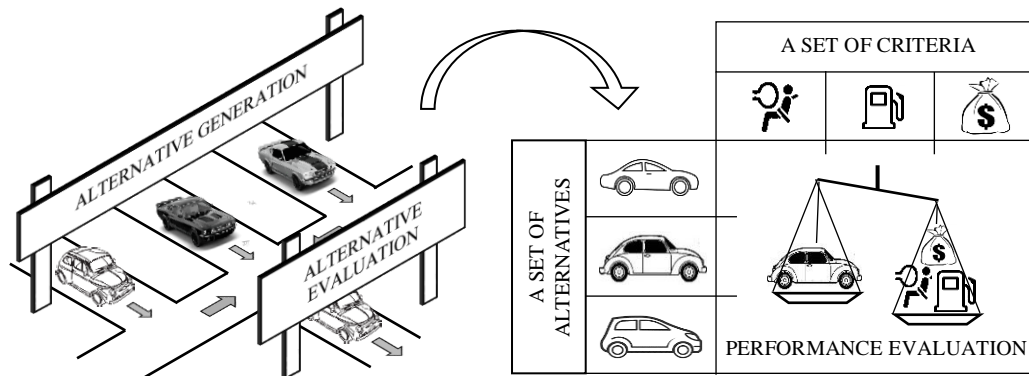 ALTERNATIVE GENERATION
ALTERNATIVE
EVALUATION
A SET OF CRITERIA
$
A SET OF
ALTERNATIVES
$
PERFORMANCE EVALUATION